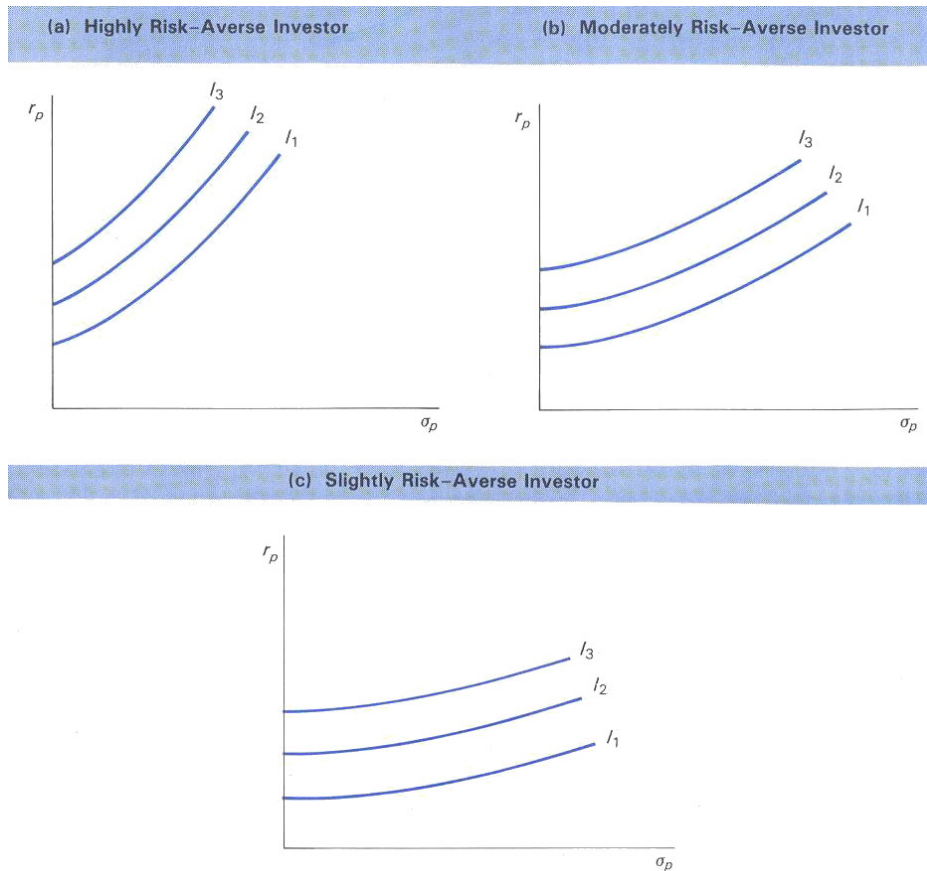 (a) Highly Risk–Averse Investor
(b) Moderately Risk–Averse Investor
r_p
I_3
I_2
I_1
σ_p
r_p
I_3
I_2
I_1
σ_p
(c) Slightly Risk–Averse Investor
r_p
I_3
I_2
I_1
σ_p